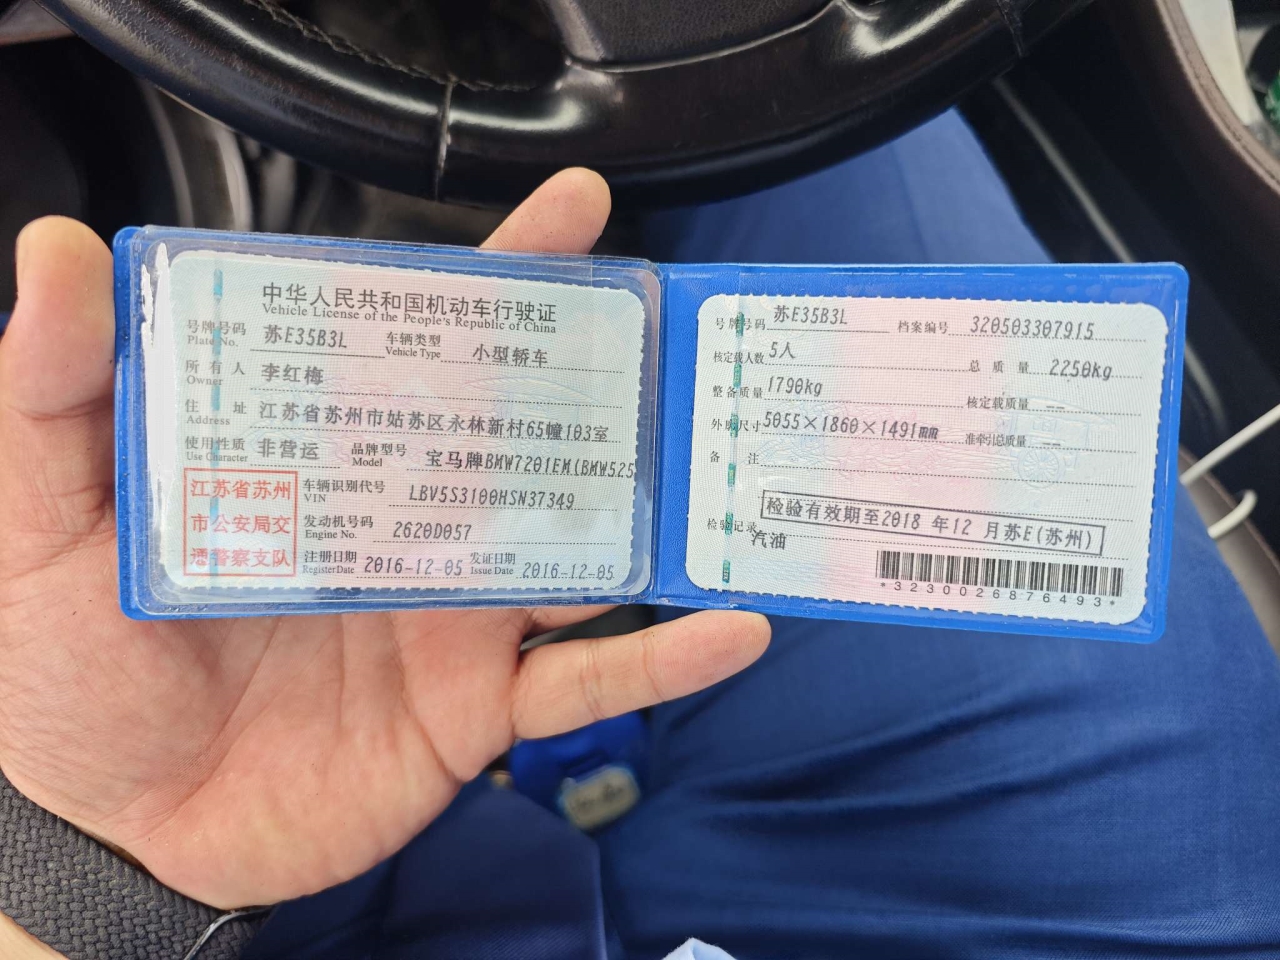 中华人民共和国机动车行驶证
Vehicle License of the People's Republic of China
号牌号码 苏E35B3L 车辆类型 小型轿车
Plate No. Vehicle Type
所有人 李红梅
Owner
住址 江苏省苏州市姑苏区永林新村65幢103室
Address
使用性质 非营运 品牌型号 宝马牌BMW7201EM(BMW525
Use Character Model
江苏省苏州
市公安局交
通警察支队
车辆识别代号 LBV5S3100HSN37349
VIN
发动机号码 2620D057
Engine No.
注册日期 2016-12-05 发证日期 2016-12-05
Register Date Issue Date
号牌号码 苏E35B3L 档案编号 320503307915
核定载人数 5人 总质量 2250kg
整备质量 1790kg 核定载质量 --
外廓尺寸 5055×1860×1491mm 准牵引总质量 --
备注
检验有效期至2018 年12 月苏E(苏州)
检验记录 汽油
*3230026876493*